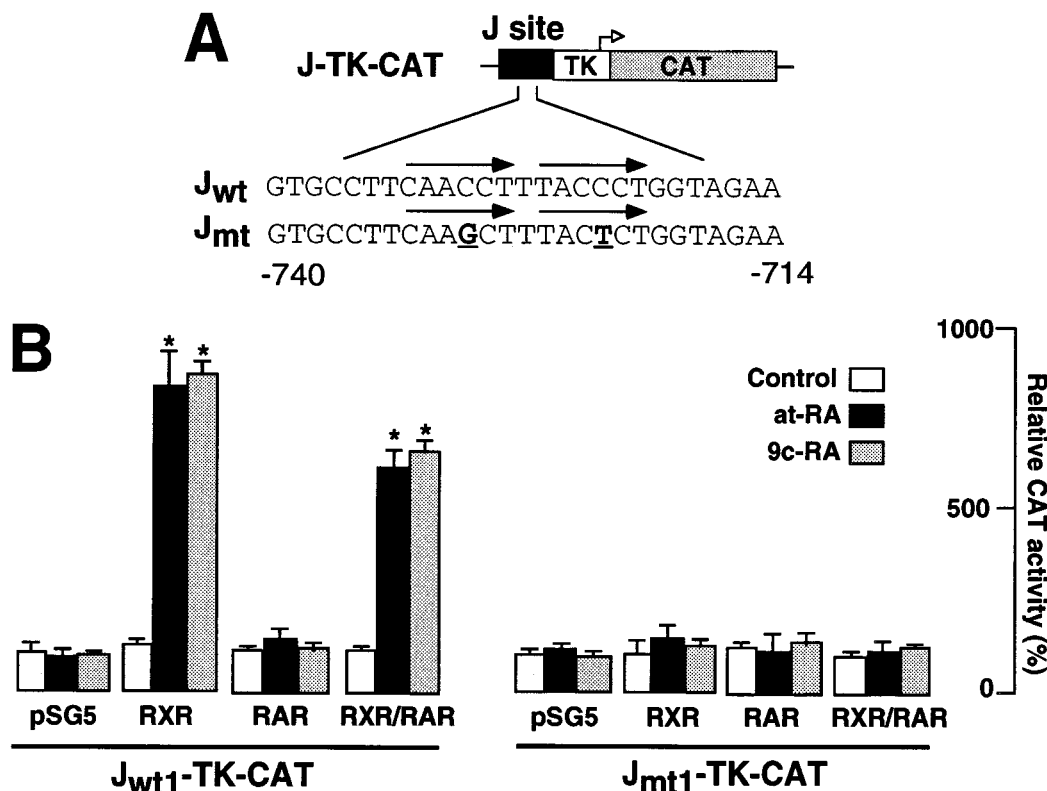 A
J site
J-TK-CAT
TK
CAT
Jwt GTGCCTTCAACCTTTACCCTGGTAGAA
Jmt GTGCCTTCAAGCTTTACTCTGGTAGAA
-740 -714
B
* * * *
Control
at-RA
9c-RA
1000
500
0
Relative CAT activity (%)
pSG5 RXR RAR RXR/RAR pSG5 RXR RAR RXR/RAR
Jwt1-TK-CAT Jmt1-TK-CAT